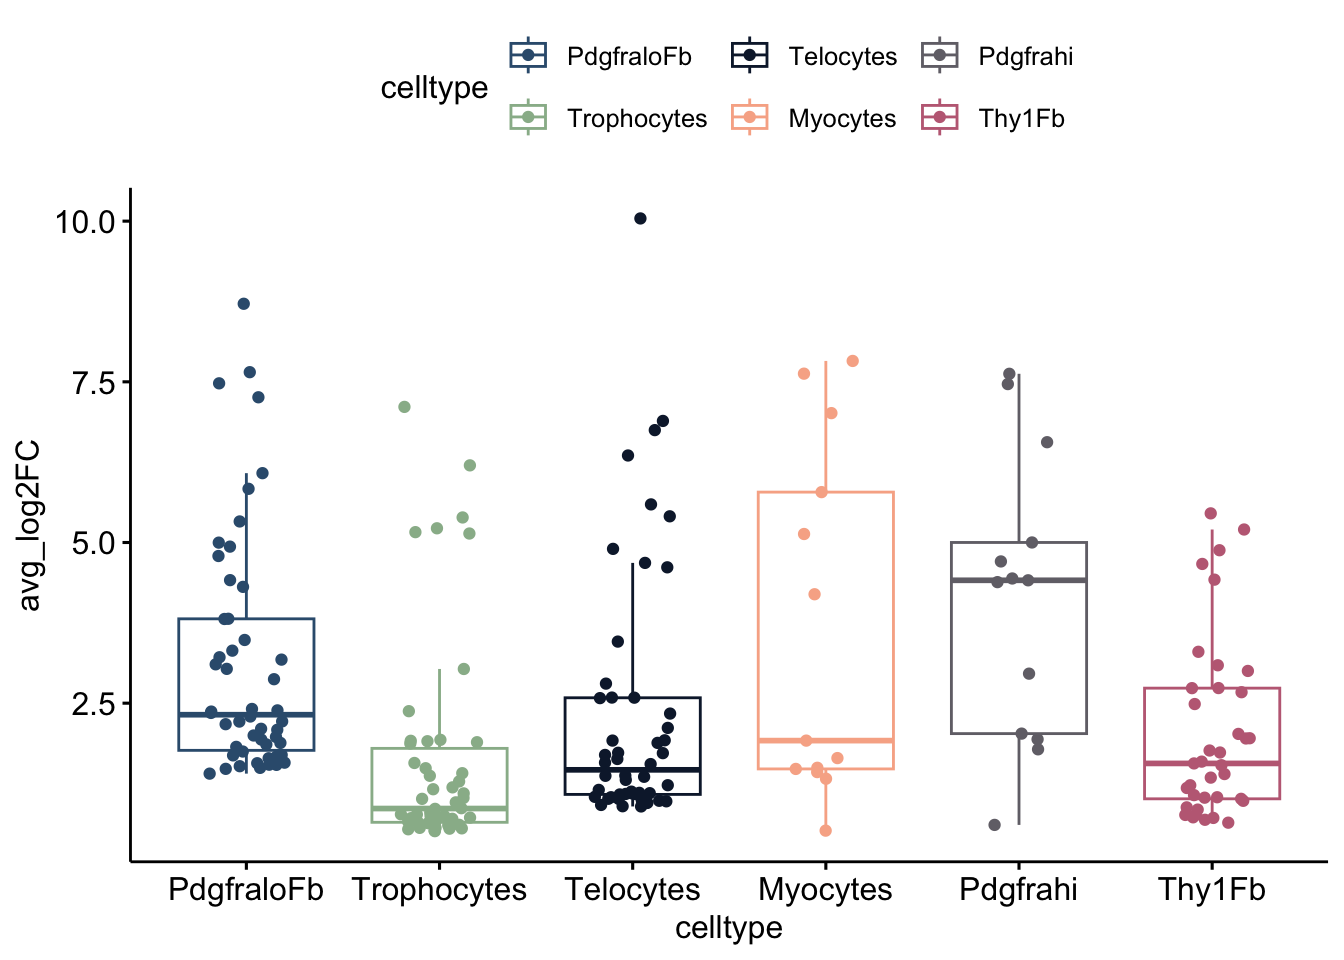 celltype
PdgfraloFb Telocytes Pdgfrahi
Trophocytes Myocytes Thy1Fb
avg_log2FC
10.0
7.5
5.0
2.5
PdgfraloFb Trophocytes Telocytes Myocytes Pdgfrahi Thy1Fb
celltype